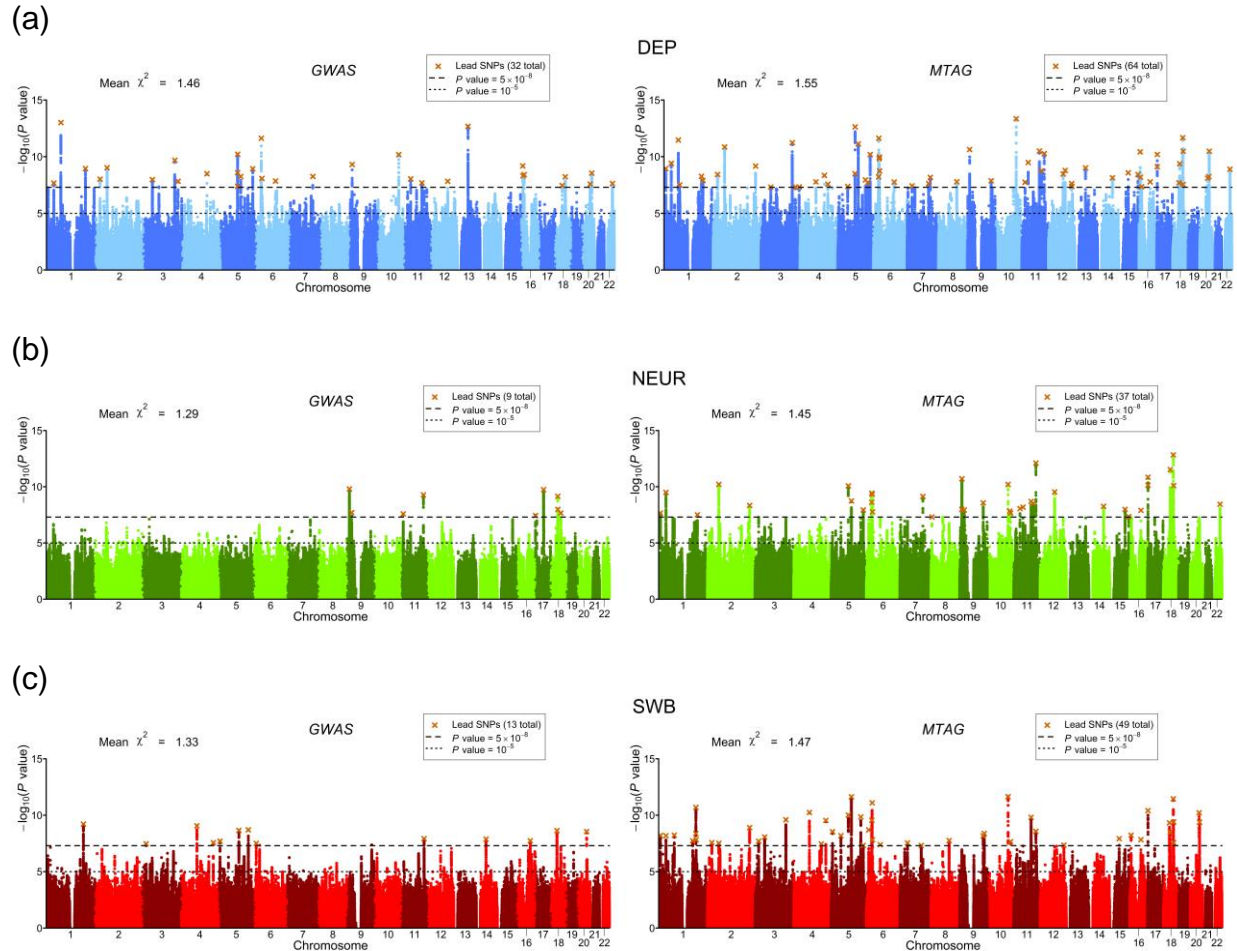 (a)
DEP
GWAS
Mean χ² = 1.46
Lead SNPs (32 total)
P value = 5×10⁻⁸
P value = 10⁻⁵
−log₁₀(P value)
15
10
5
0
1 2 3 4 5 6 7 8 9 10 11 12 13 14 15 16 17 18 19 20 21 22
Chromosome
MTAG
Mean χ² = 1.55
Lead SNPs (64 total)
P value = 5×10⁻⁸
P value = 10⁻⁵
−log₁₀(P value)
15
10
5
0
1 2 3 4 5 6 7 8 9 10 11 12 13 14 15 16 17 18 19 20 21 22
Chromosome
(b)
NEUR
GWAS
Mean χ² = 1.29
Lead SNPs (9 total)
P value = 5×10⁻⁸
P value = 10⁻⁵
−log₁₀(P value)
15
10
5
0
1 2 3 4 5 6 7 8 9 10 11 12 13 14 15 16 17 18 19 20 21 22
Chromosome
MTAG
Mean χ² = 1.45
Lead SNPs (37 total)
P value = 5×10⁻⁸
P value = 10⁻⁵
−log₁₀(P value)
15
10
5
0
1 2 3 4 5 6 7 8 9 10 11 12 13 14 15 16 17 18 19 20 21 22
Chromosome
(c)
SWB
GWAS
Mean χ² = 1.33
Lead SNPs (13 total)
P value = 5×10⁻⁸
P value = 10⁻⁵
−log₁₀(P value)
15
10
5
0
1 2 3 4 5 6 7 8 9 10 11 12 13 14 15 16 17 18 19 20 21 22
Chromosome
MTAG
Mean χ² = 1.47
Lead SNPs (49 total)
P value = 5×10⁻⁸
P value = 10⁻⁵
−log₁₀(P value)
15
10
5
0
1 2 3 4 5 6 7 8 9 10 11 12 13 14 15 16 17 18 19 20 21 22
Chromosome